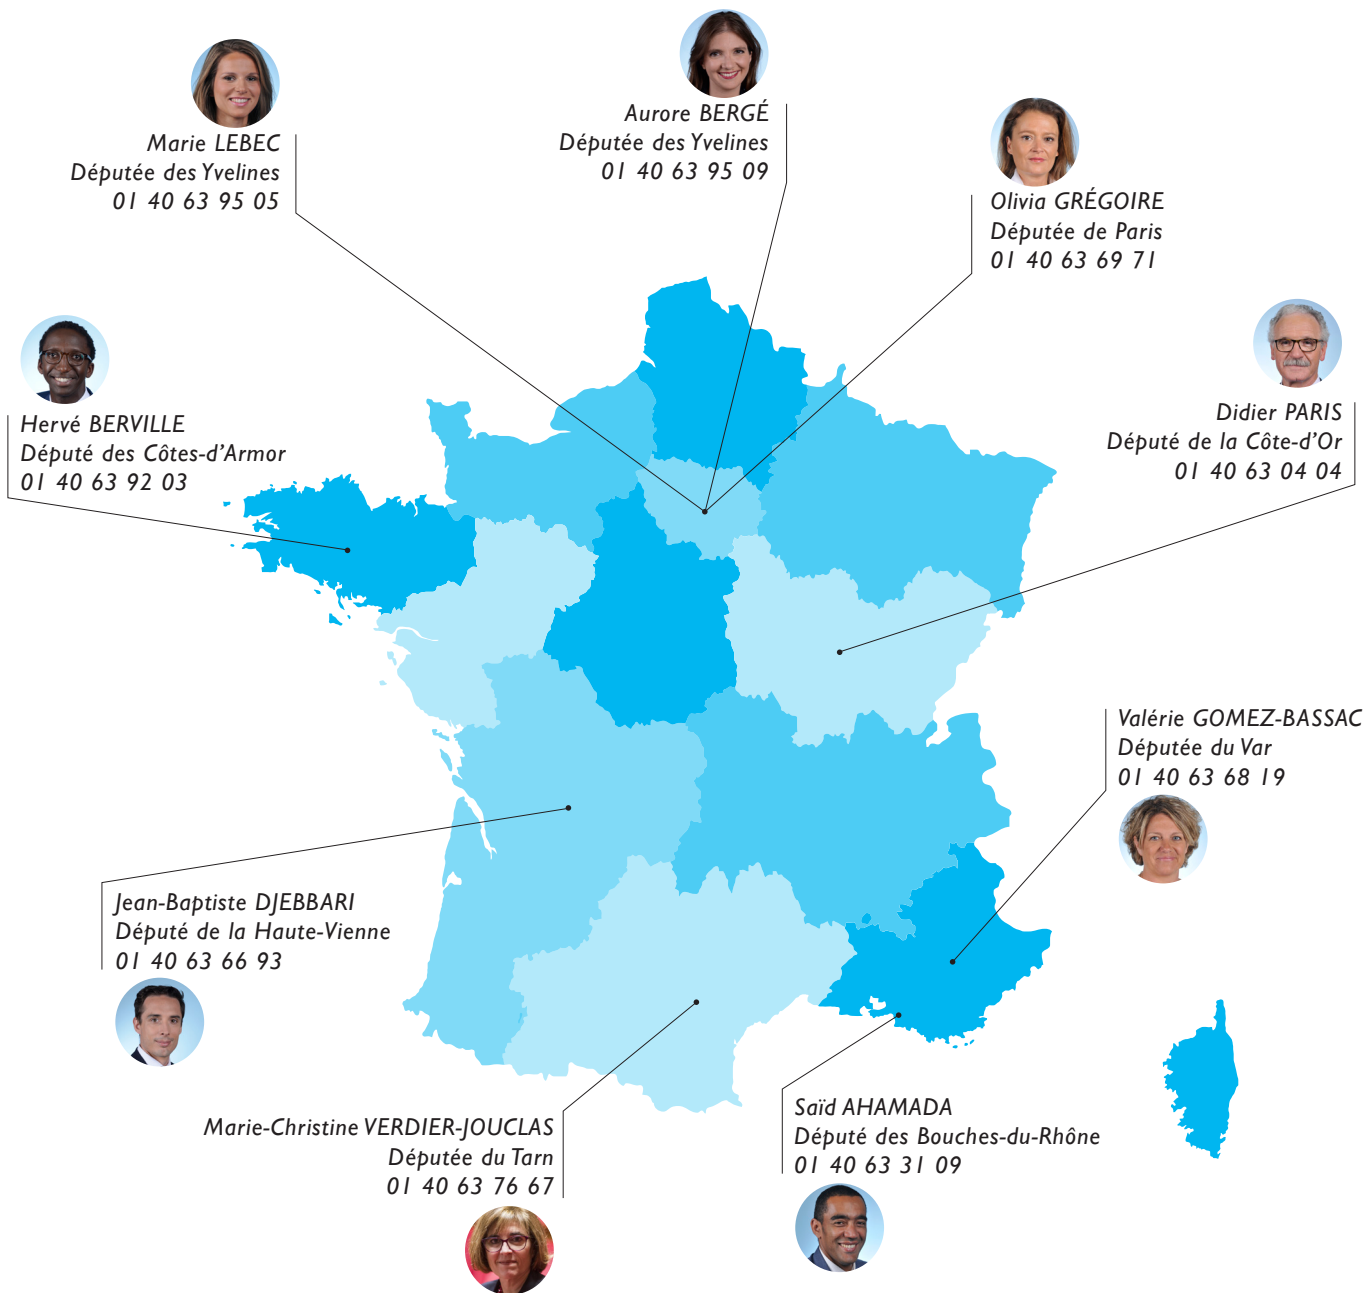 Marie LEBEC
Députée des Yvelines
01 40 63 95 05
Aurore BERGÉ
Députée des Yvelines
01 40 63 95 09
Olivia GRÉGOIRE
Députée de Paris
01 40 63 69 71
Hervé BERVILLE
Député des Côtes-d’Armor
01 40 63 92 03
Didier PARIS
Député de la Côte-d’Or
01 40 63 04 04
Valérie GOMEZ-BASSAC
Députée du Var
01 40 63 68 19
Jean-Baptiste DJEBBARI
Député de la Haute-Vienne
01 40 63 66 93
Marie-Christine VERDIER-JOUCLAS
Députée du Tarn
01 40 63 76 67
Saïd AHAMADA
Député des Bouches-du-Rhône
01 40 63 31 09